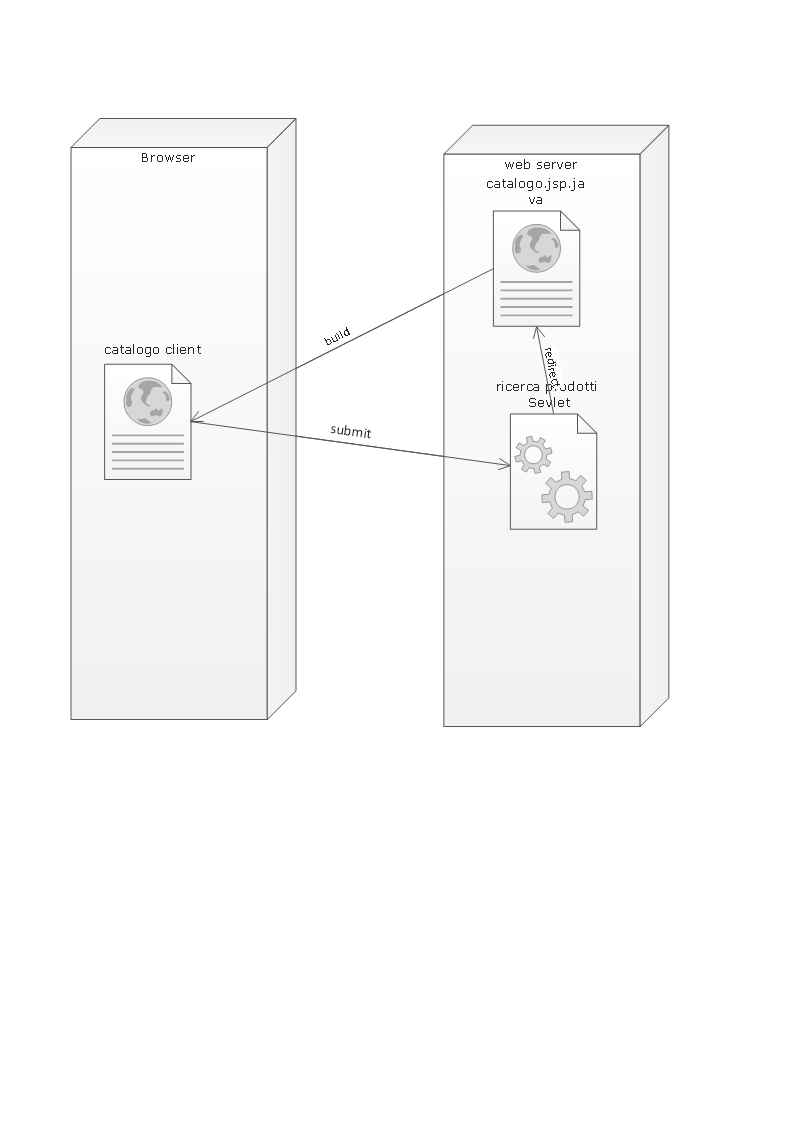 Browser
web server
catalogo.jsp.ja
va
build
catalogo client
redirect
ricerca prodotti
Sevlet
submit